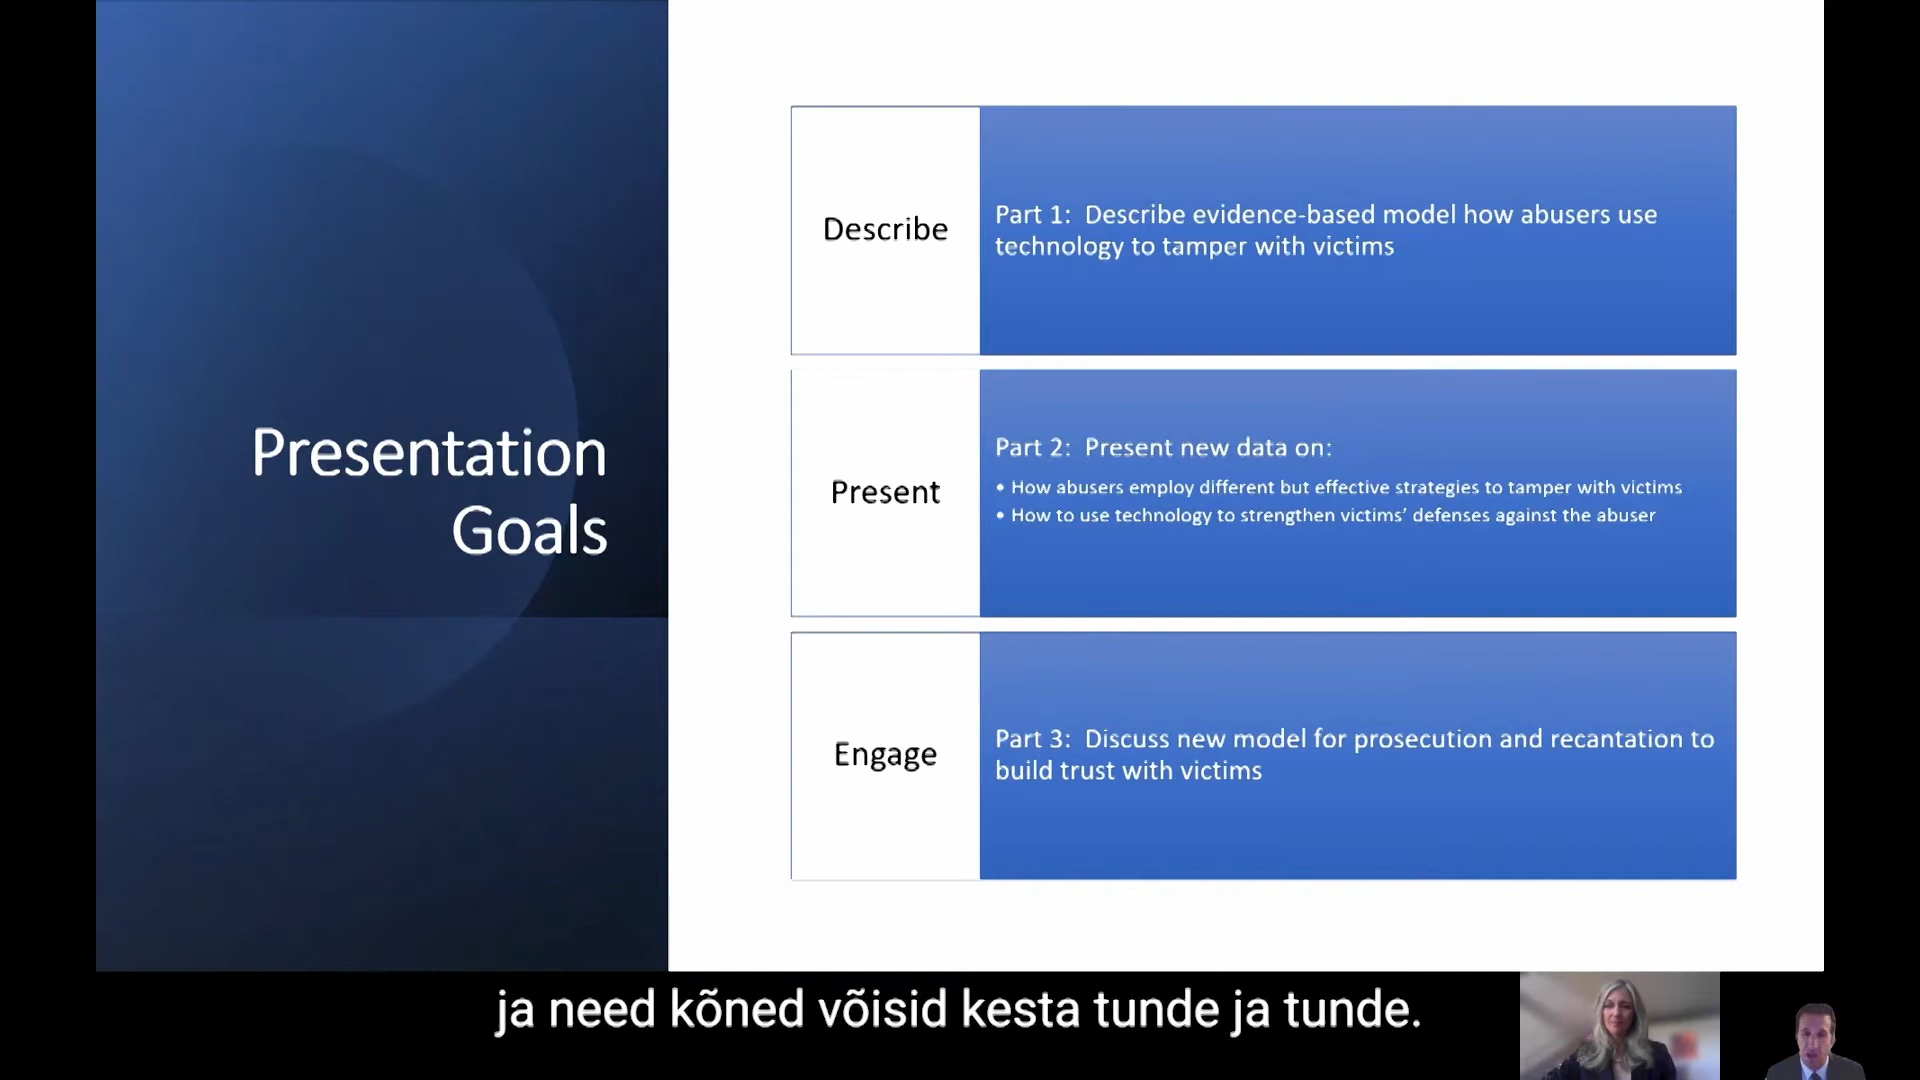 Presentation
Goals
Describe
Part 1:  Describe evidence-based model how abusers use
technology to tamper with victims
Present
Part 2:  Present new data on:
• How abusers employ different but effective strategies to tamper with victims
• How to use technology to strengthen victims’ defenses against the abuser
Engage
Part 3:  Discuss new model for prosecution and recantation to
build trust with victims
ja need kõned võisid kesta tunde ja tunde.